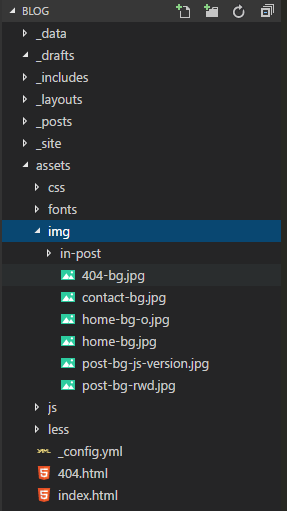 BLOG
_data
_drafts
_includes
_layouts
_posts
_site
assets
css
fonts
img
in-post
404-bg.jpg
contact-bg.jpg
home-bg-o.jpg
home-bg.jpg
post-bg-js-version.jpg
post-bg-rwd.jpg
js
less
_config.yml
404.html
index.html